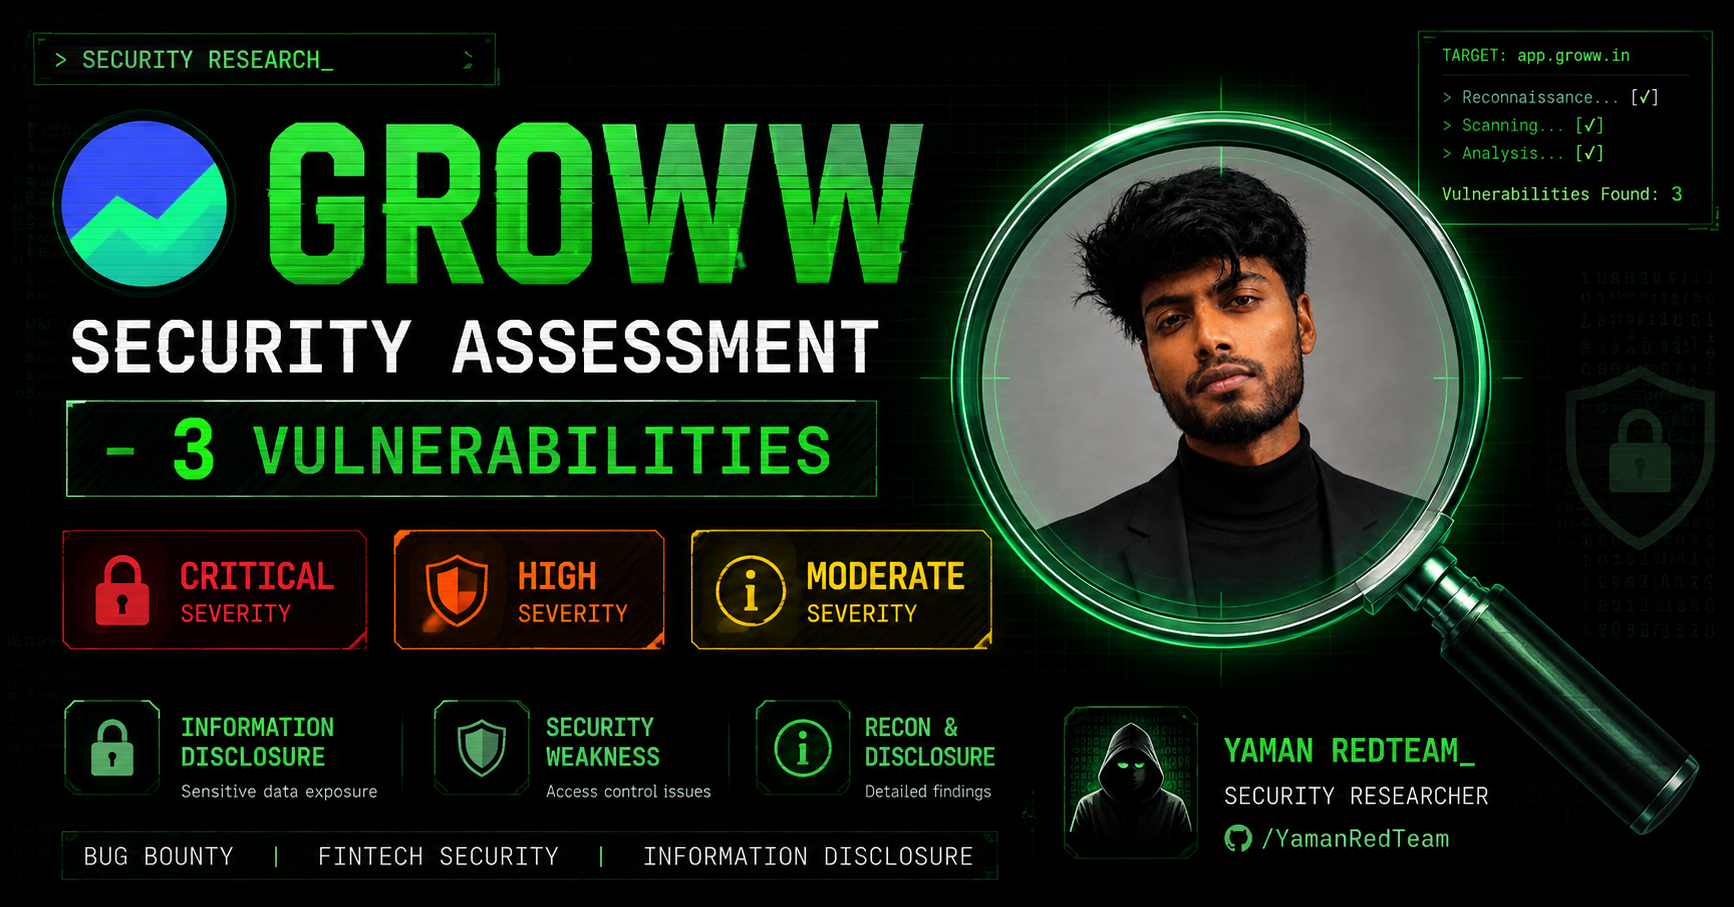 > SECURITY RESEARCH_
TARGET: app.groww.in
> Reconnaissance... [✓]
> Scanning... [✓]
> Analysis... [✓]
Vulnerabilities Found: 3
GROWW
SECURITY ASSESSMENT
- 3 VULNERABILITIES
CRITICAL
SEVERITY
HIGH
SEVERITY
MODERATE
SEVERITY
INFORMATION
DISCLOSURE
Sensitive data exposure
SECURITY
WEAKNESS
Access control issues
RECON &
DISCLOSURE
Detailed findings
YAMAN REDTEAM_
SECURITY RESEARCHER
/YamanRedTeam
BUG BOUNTY | FINTECH SECURITY | INFORMATION DISCLOSURE